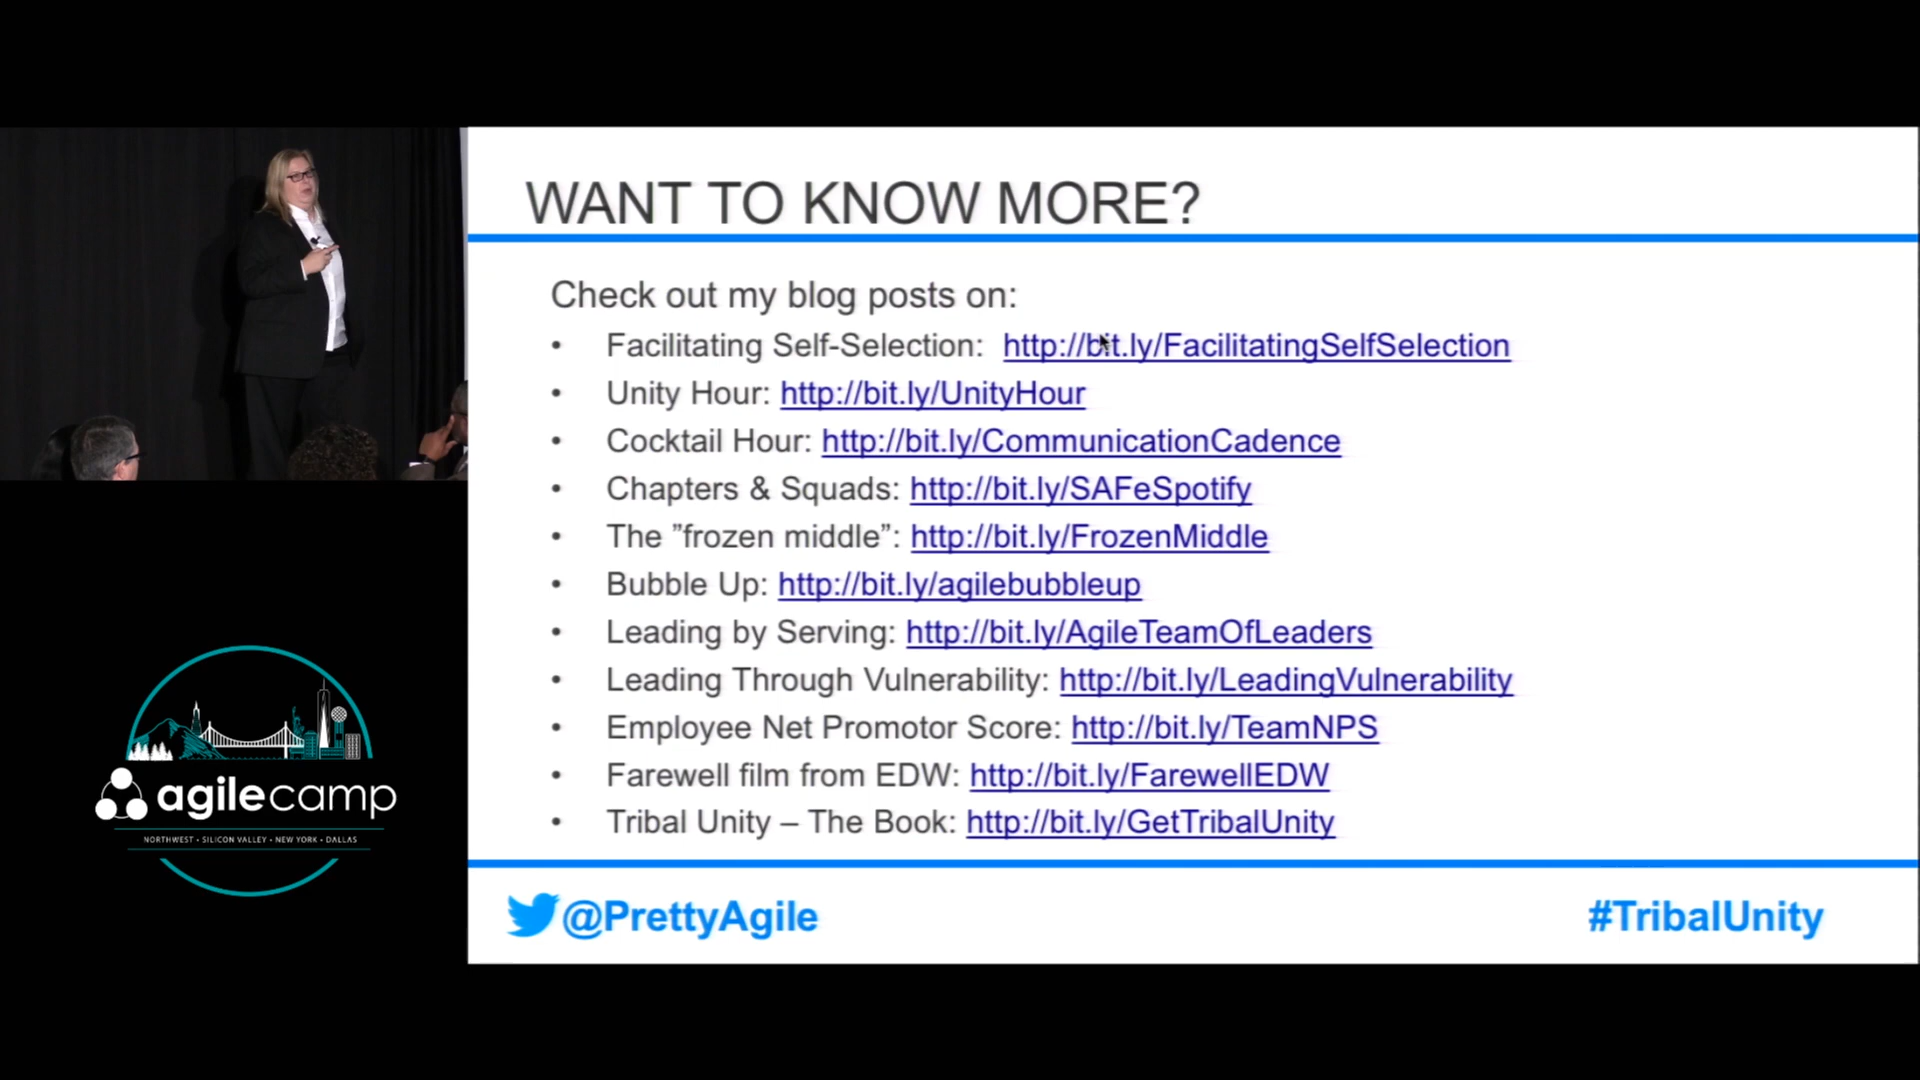 WANT TO KNOW MORE?
Check out my blog posts on:
• Facilitating Self-Selection: http://bit.ly/FacilitatingSelfSelection
• Unity Hour: http://bit.ly/UnityHour
• Cocktail Hour: http://bit.ly/CommunicationCadence
• Chapters & Squads: http://bit.ly/SAFeSpotify
• The ”frozen middle”: http://bit.ly/FrozenMiddle
• Bubble Up: http://bit.ly/agilebubbleup
• Leading by Serving: http://bit.ly/AgileTeamOfLeaders
• Leading Through Vulnerability: http://bit.ly/LeadingVulnerability
• Employee Net Promotor Score: http://bit.ly/TeamNPS
• Farewell film from EDW: http://bit.ly/FarewellEDW
• Tribal Unity – The Book: http://bit.ly/GetTribalUnity
@PrettyAgile #TribalUnity
agilecamp
NORTHWEST • SILICON VALLEY • NEW YORK • DALLAS